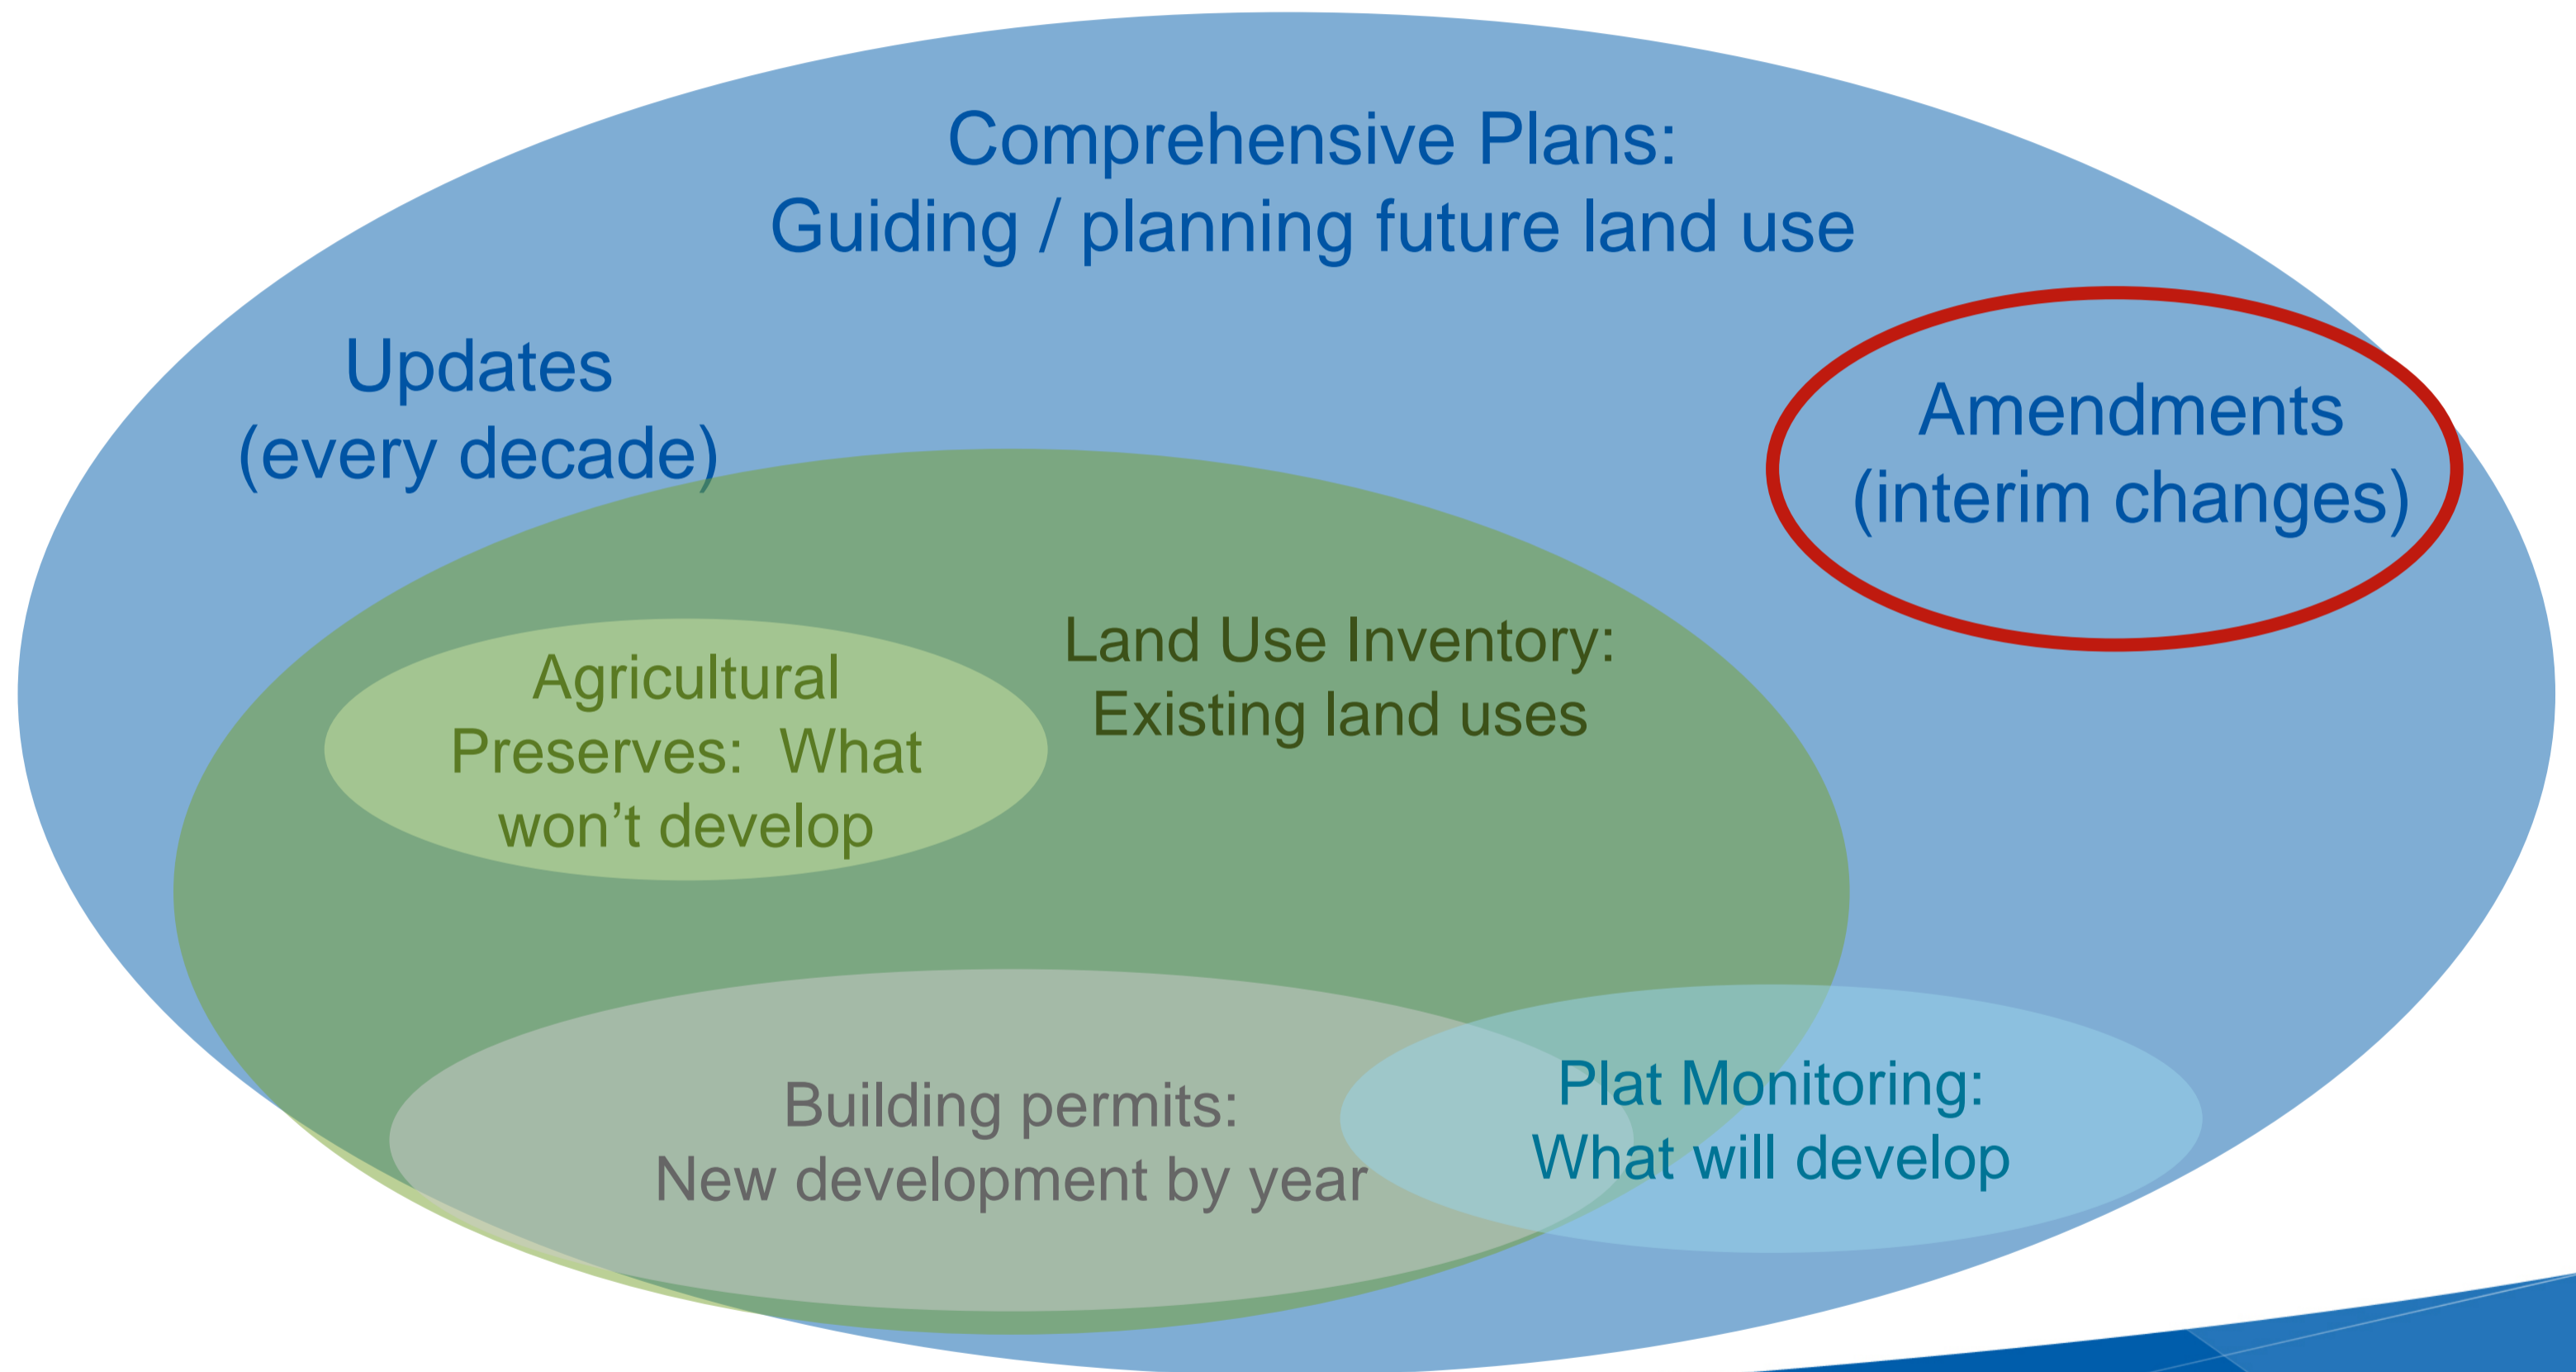 Comprehensive Plans:
Guiding / planning future land use
Updates
(every decade)
Amendments
(interim changes)
Land Use Inventory:
Existing land uses
Agricultural
Preserves:  What
won’t develop
Building permits:
New development by year
Plat Monitoring:
What will develop